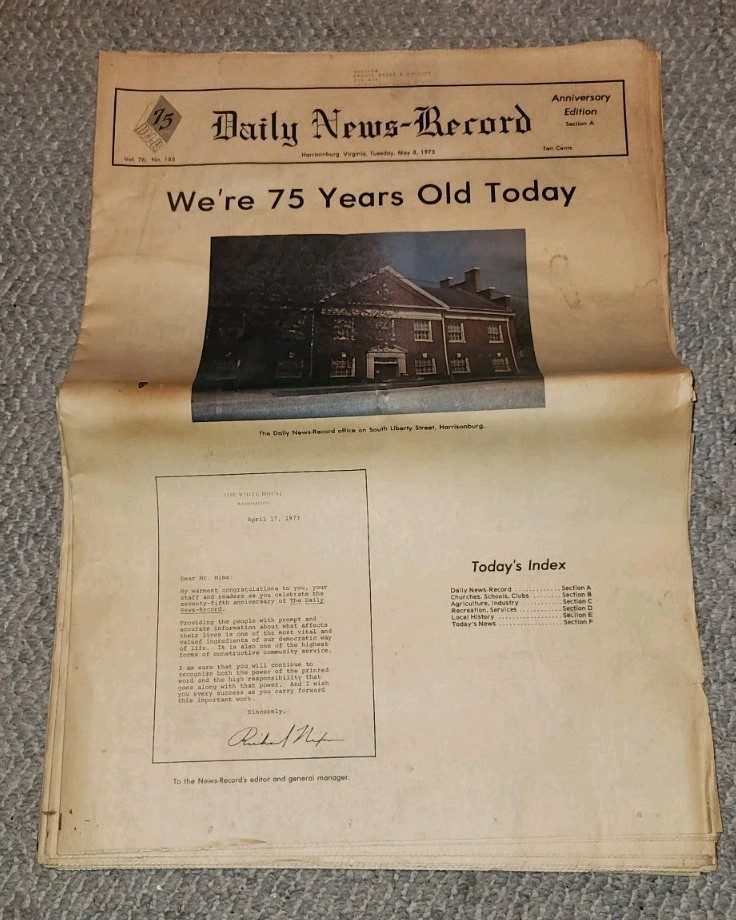 75
Daily News-Record
Anniversary
Edition
Section A
Vol. 76, No. 183
Harrisonburg Virginia, Tuesday, May 8, 1973
Ten Cents
We're 75 Years Old Today
The Daily News-Record office on South Liberty Street, Harrisonburg.
THE WHITE HOUSE
WASHINGTON
April 17, 1973
Dear Mr. Mims:
My warmest congratulations to you, your
staff and readers as you celebrate the
seventy-fifth anniversary of The Daily
News-Record.
Providing the people with prompt and
accurate information about what affects
their lives is one of the most vital and
valued ingredients of our democratic way
of life. It is also one of the highest
forms of constructive community service.
I am sure that you will continue to
recognize both the power of the printed
word and the high responsibility that
goes along with that power. And I wish
you every success as you carry forward
this important work.
Sincerely,
Richard Nixon
To the News-Record's editor and general manager.
Today's Index
Daily News-Record ............ Section A
Churches, Schools, Clubs ...... Section B
Agriculture, Industry ............ Section C
Recreation, Services ............ Section D
Local History .................. Section E
Today's News .................. Section F